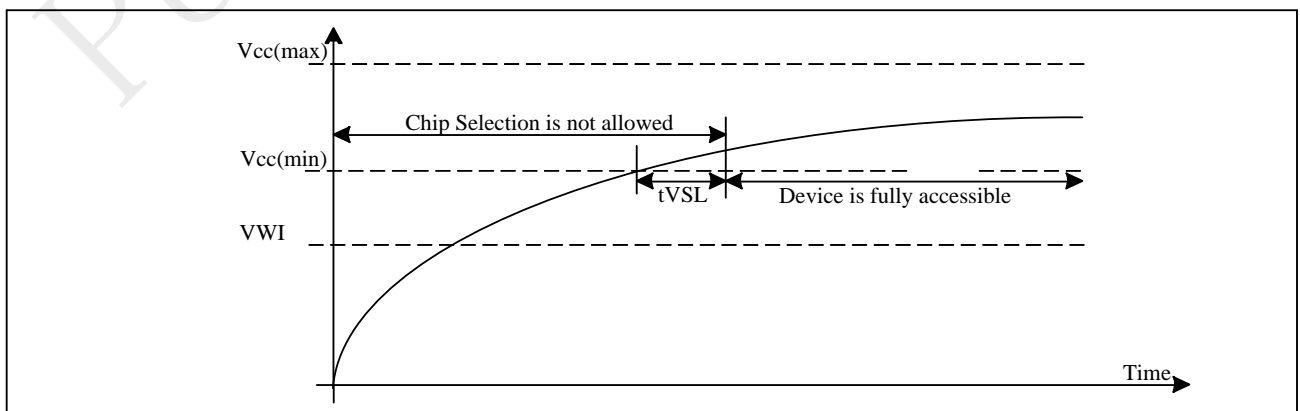 Vcc(max)
Chip Selection is not allowed
Vcc(min)
tVSL
Device is fully accessible
VWI
Time